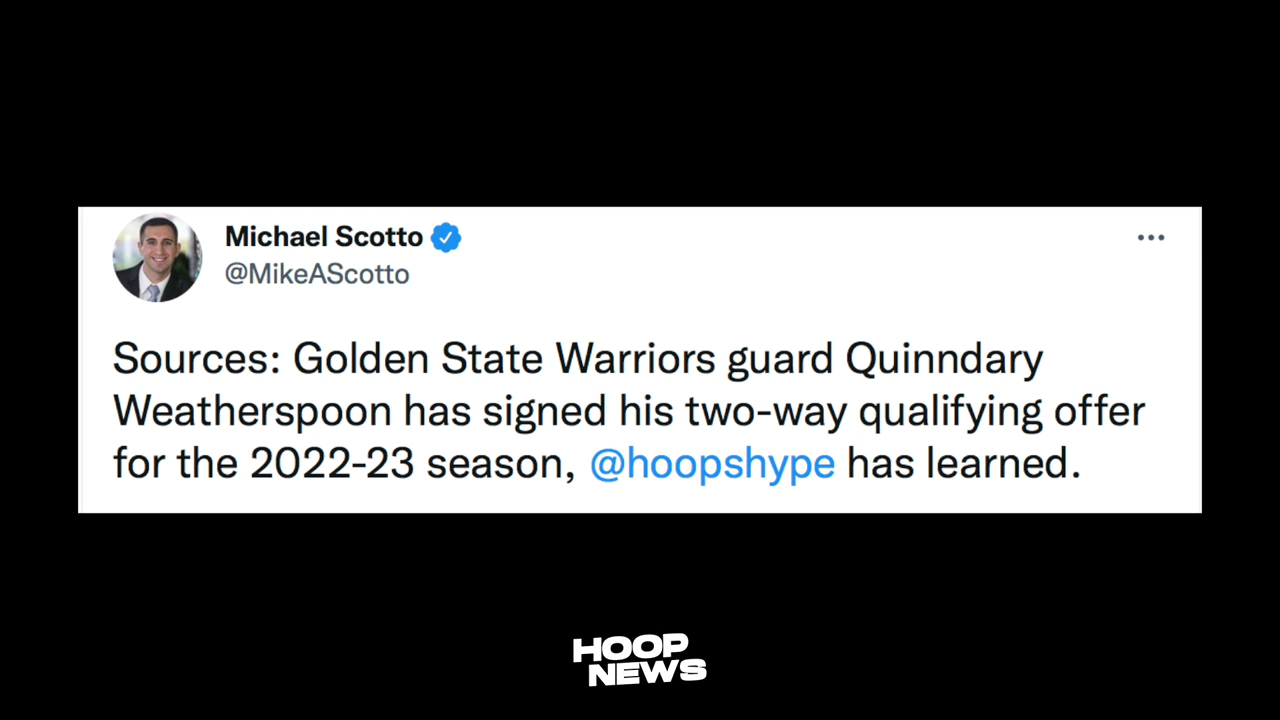 Michael Scotto
@MikeAScotto
Sources: Golden State Warriors guard Quinndary
Weatherspoon has signed his two-way qualifying offer
for the 2022-23 season, @hoopshype has learned.
HOOP
NEWS